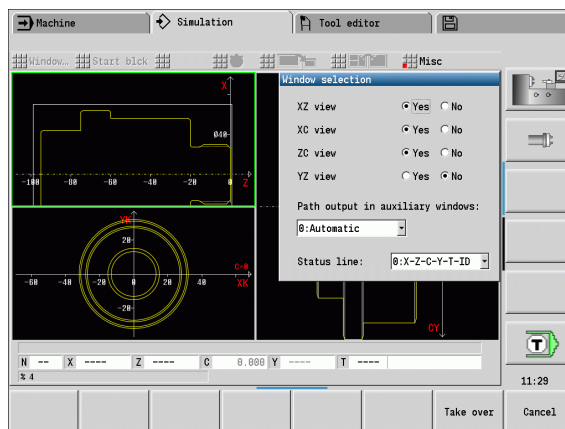 Machine
Simulation
Tool editor
Window…
Start blck
Misc
Window selection
XZ view Yes No
XC view Yes No
ZC view Yes No
YZ view Yes No
Path output in auxiliary windows:
0:Automatic
Status line: 0:X-Z-C-Y-T-ID
X
Ø40
-100 -80 -60 -40 -20 0 Z
YK
20
C-0
-60 -40 -20 0 20 40 XK
-20
CY
T
N -- X ---- Z ---- C 0.000 Y ---- T ----
% 4
11:29
Take over
Cancel